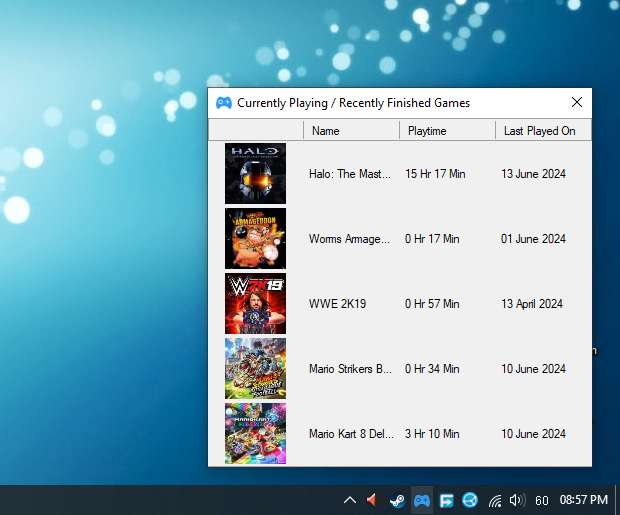 Currently Playing / Recently Finished Games
Name Playtime Last Played On
HALO
Halo: The Mast... 15 Hr 17 Min 13 June 2024
ARMAGEDDON
Worms Armage... 0 Hr 17 Min 01 June 2024
W2K19
WWE 2K19 0 Hr 57 Min 13 April 2024
Mario Strikers B... 0 Hr 34 Min 10 June 2024
MARIOKART
Mario Kart 8 Del... 3 Hr 10 Min 10 June 2024
60 08:57 PM